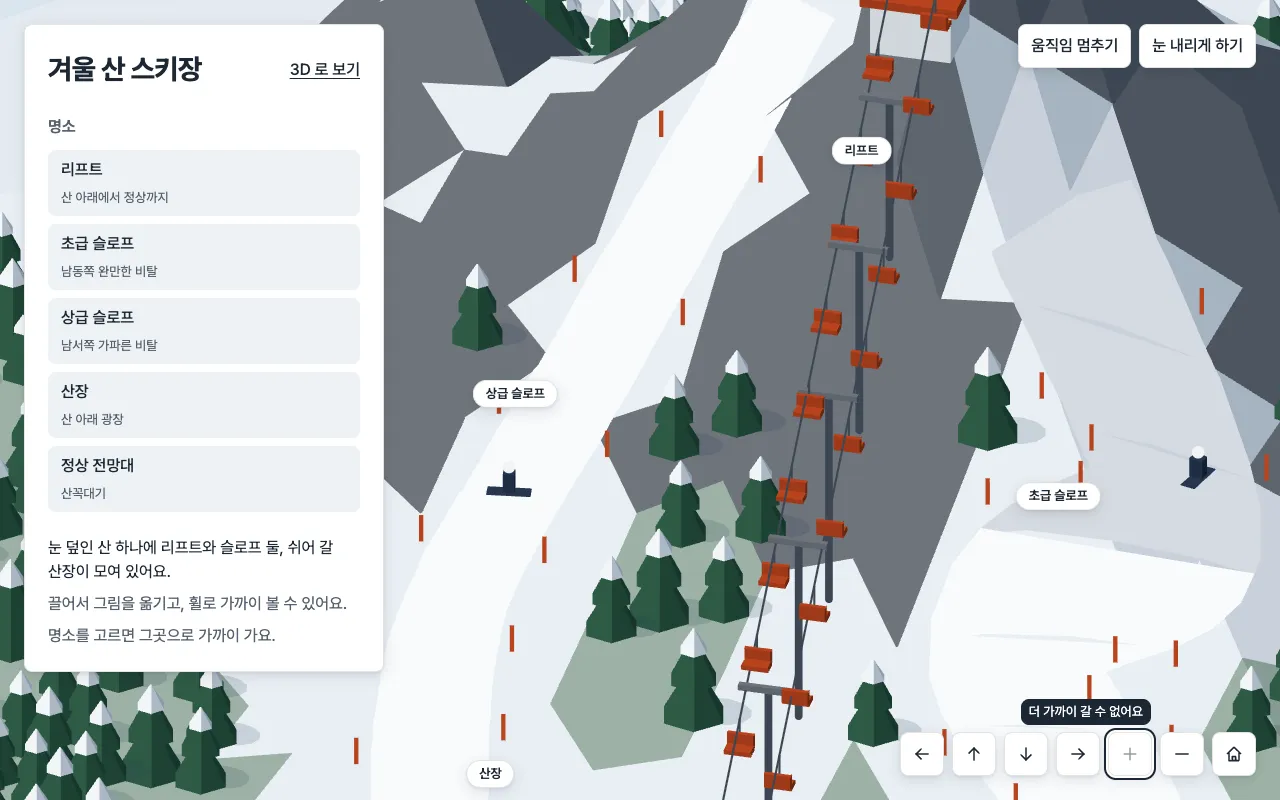 겨울 산 스키장
3D 로 보기
명소
리프트
산 아래에서 정상까지
초급 슬로프
남동쪽 완만한 비탈
상급 슬로프
남서쪽 가파른 비탈
산장
산 아래 광장
정상 전망대
산꼭대기
눈 덮인 산 하나에 리프트와 슬로프 둘, 쉬어 갈
산장이 모여 있어요.
끌어서 그림을 옮기고, 휠로 가까이 볼 수 있어요.
명소를 고르면 그곳으로 가까이 가요.
움직임 멈추기
눈 내리게 하기
리프트
상급 슬로프
초급 슬로프
산장
더 가까이 갈 수 없어요